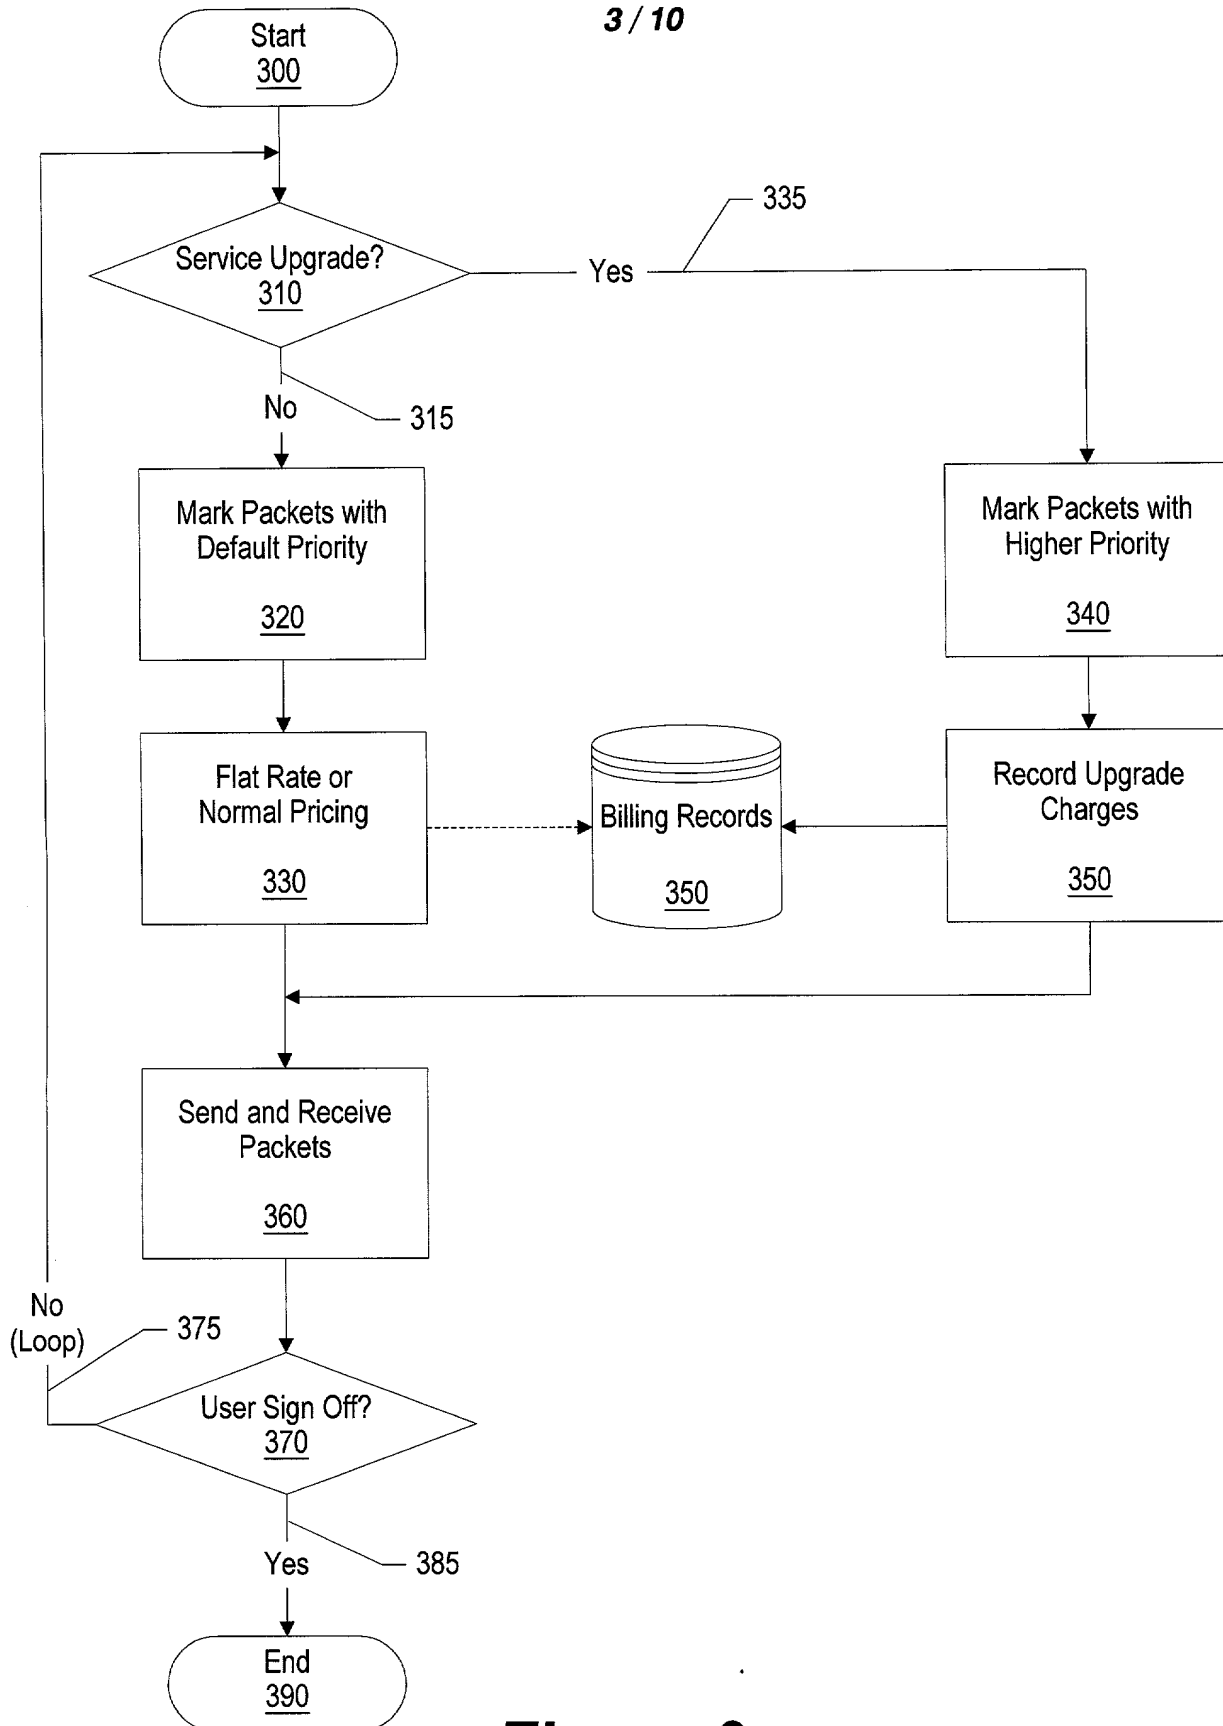 3 / 10
Start
300
335
Service Upgrade?
310
Yes
No
315
Mark Packets with
Default Priority
320
Mark Packets with
Higher Priority
340
Flat Rate or
Normal Pricing
330
Billing Records
350
Record Upgrade
Charges
350
Send and Receive
Packets
360
No
(Loop)
375
User Sign Off?
370
Yes
385
End
390